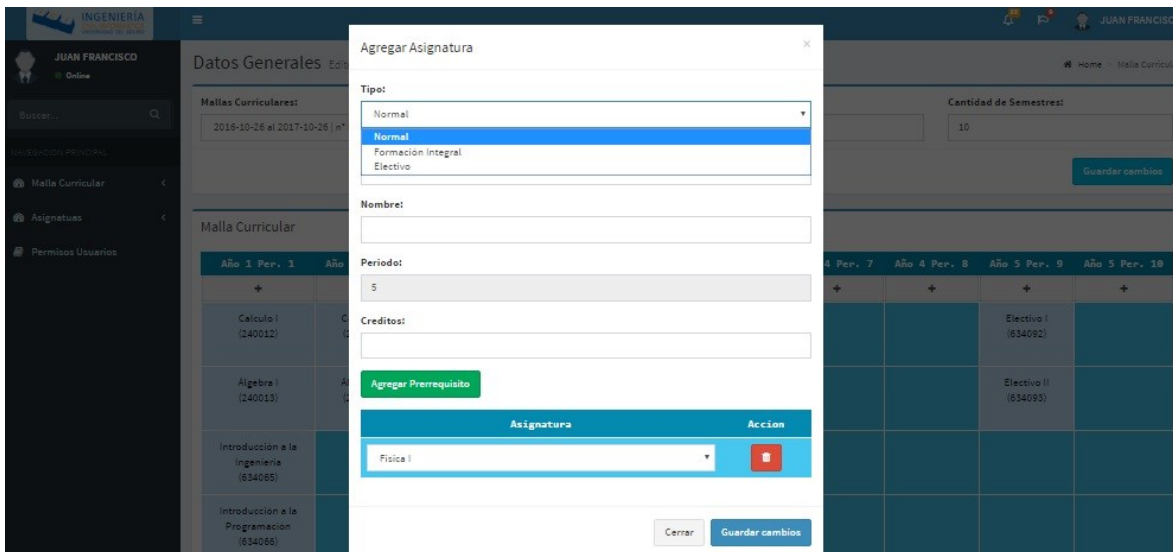 INGENIERÍA
JUAN FRANCISCO
JUAN FRANCISCO
Online
Buscar...
NAVEGACION PRINCIPAL
Malla Curricular
Asignatuas
Permisos Usuarios
Datos Generales
Home
Malla
Mallas Curriculares:
2016-10-26 al 2017-10-26 | n°
Cantidad de Semestres:
10
Guardar cambios
Malla Curricular
Año 1 Per. 1
Año
4 Per. 7
Año 4 Per. 8
Año 5 Per. 9
Año 5 Per. 10
+
+
+
+
+
Calculo I
(240012)
Electivo I
(634092)
Algebra I
(240013)
Electivo II
(634093)
Introducción a la
Ingeniería
(634065)
Introducción a la
Programación
(634066)
Agregar Asignatura
×
Tipo:
Normal
Normal
Formación Integral
Electivo
Nombre:
Periodo:
5
Creditos:
Agregar Prerrequisito
Asignatura
Accion
Fisica I
Cerrar
Guardar cambios